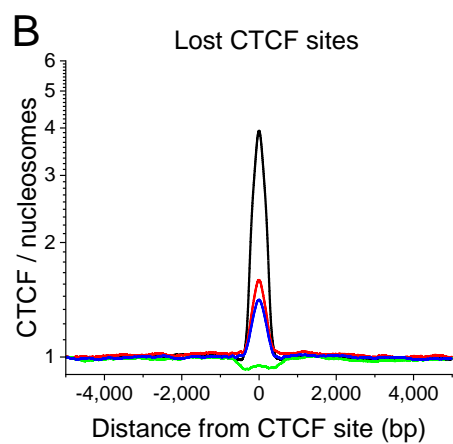 B
Lost CTCF sites
6
5
4
3
2
1
CTCF / nucleosomes
-4,000 -2,000 0 2,000 4,000
Distance from CTCF site (bp)